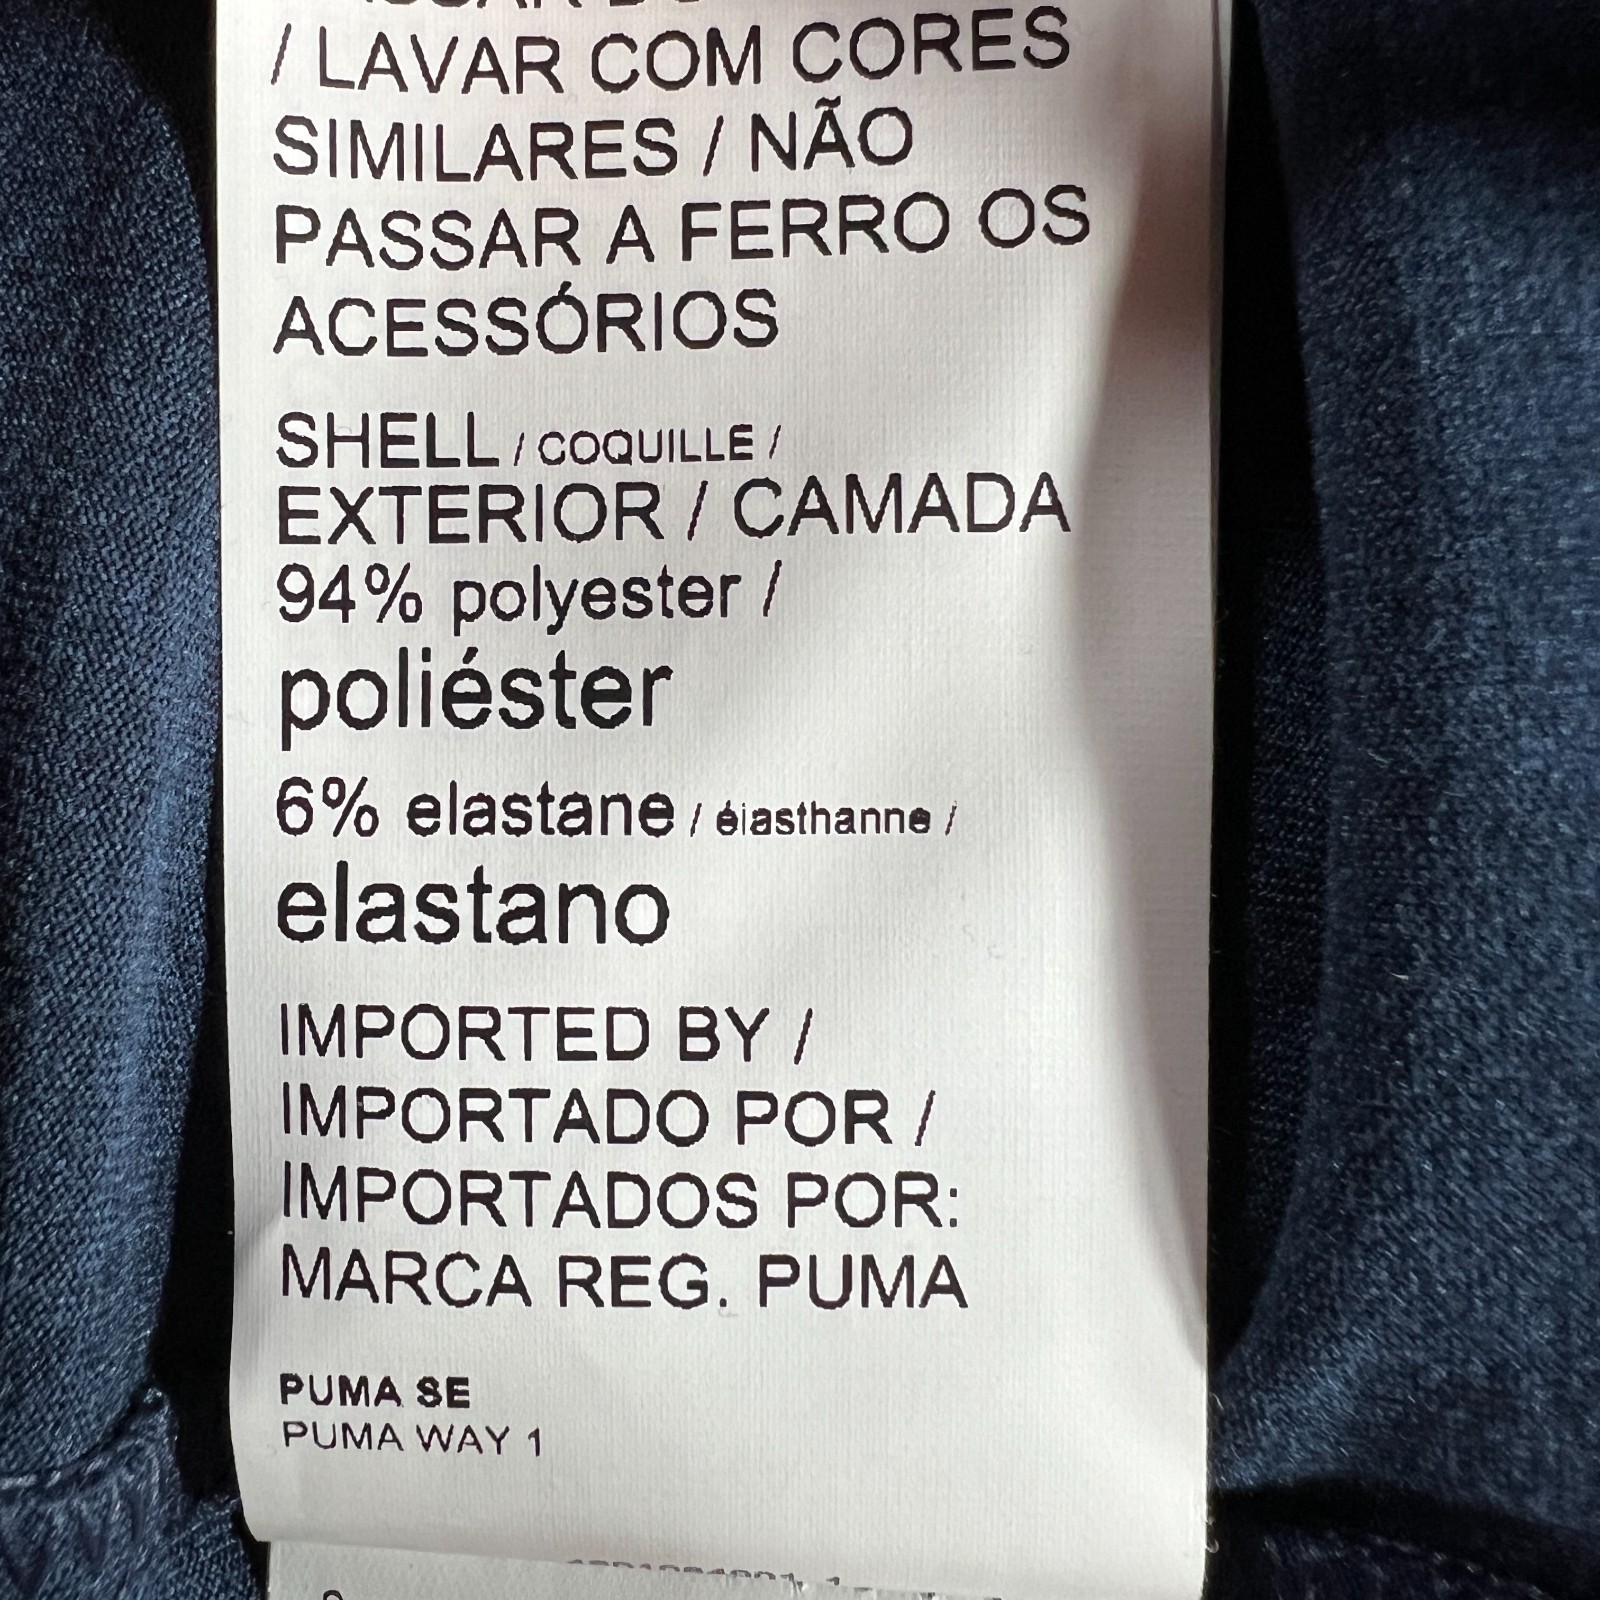 / LAVAR COM CORES
SIMILARES / NÃO
PASSAR A FERRO OS
ACESSÓRIOS
SHELL / COQUILLE /
EXTERIOR / CAMADA
94% polyester /
poliéster
6% elastane / élasthanne /
elastano
IMPORTED BY /
IMPORTADO POR /
IMPORTADOS POR:
MARCA REG. PUMA
PUMA SE
PUMA WAY 1